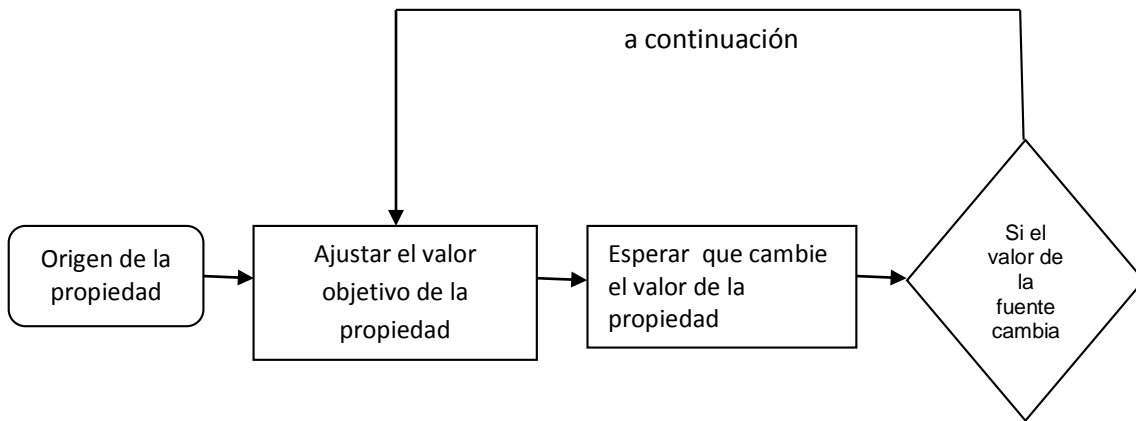 a continuación
Origen de la
propiedad
Ajustar el valor
objetivo de la
propiedad
Esperar que cambie
el valor de la
propiedad
Si el
valor de
la
fuente
cambia